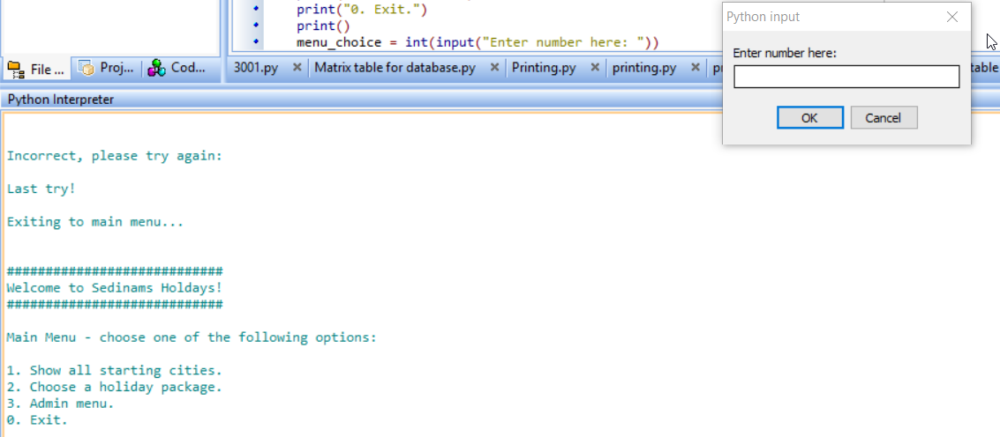 print("0. Exit.")
print()
menu_choice = int(input("Enter number here: "))
File ... Proj... Cod... 3001.py Matrix table for database.py Printing.py printing.py table
Python Interpreter
Python input
Enter number here:
OK Cancel
Incorrect, please try again:
Last try!
Exiting to main menu...
############################
Welcome to Sedinams Holdays!
############################
Main Menu - choose one of the following options:
1. Show all starting cities.
2. Choose a holiday package.
3. Admin menu.
0. Exit.